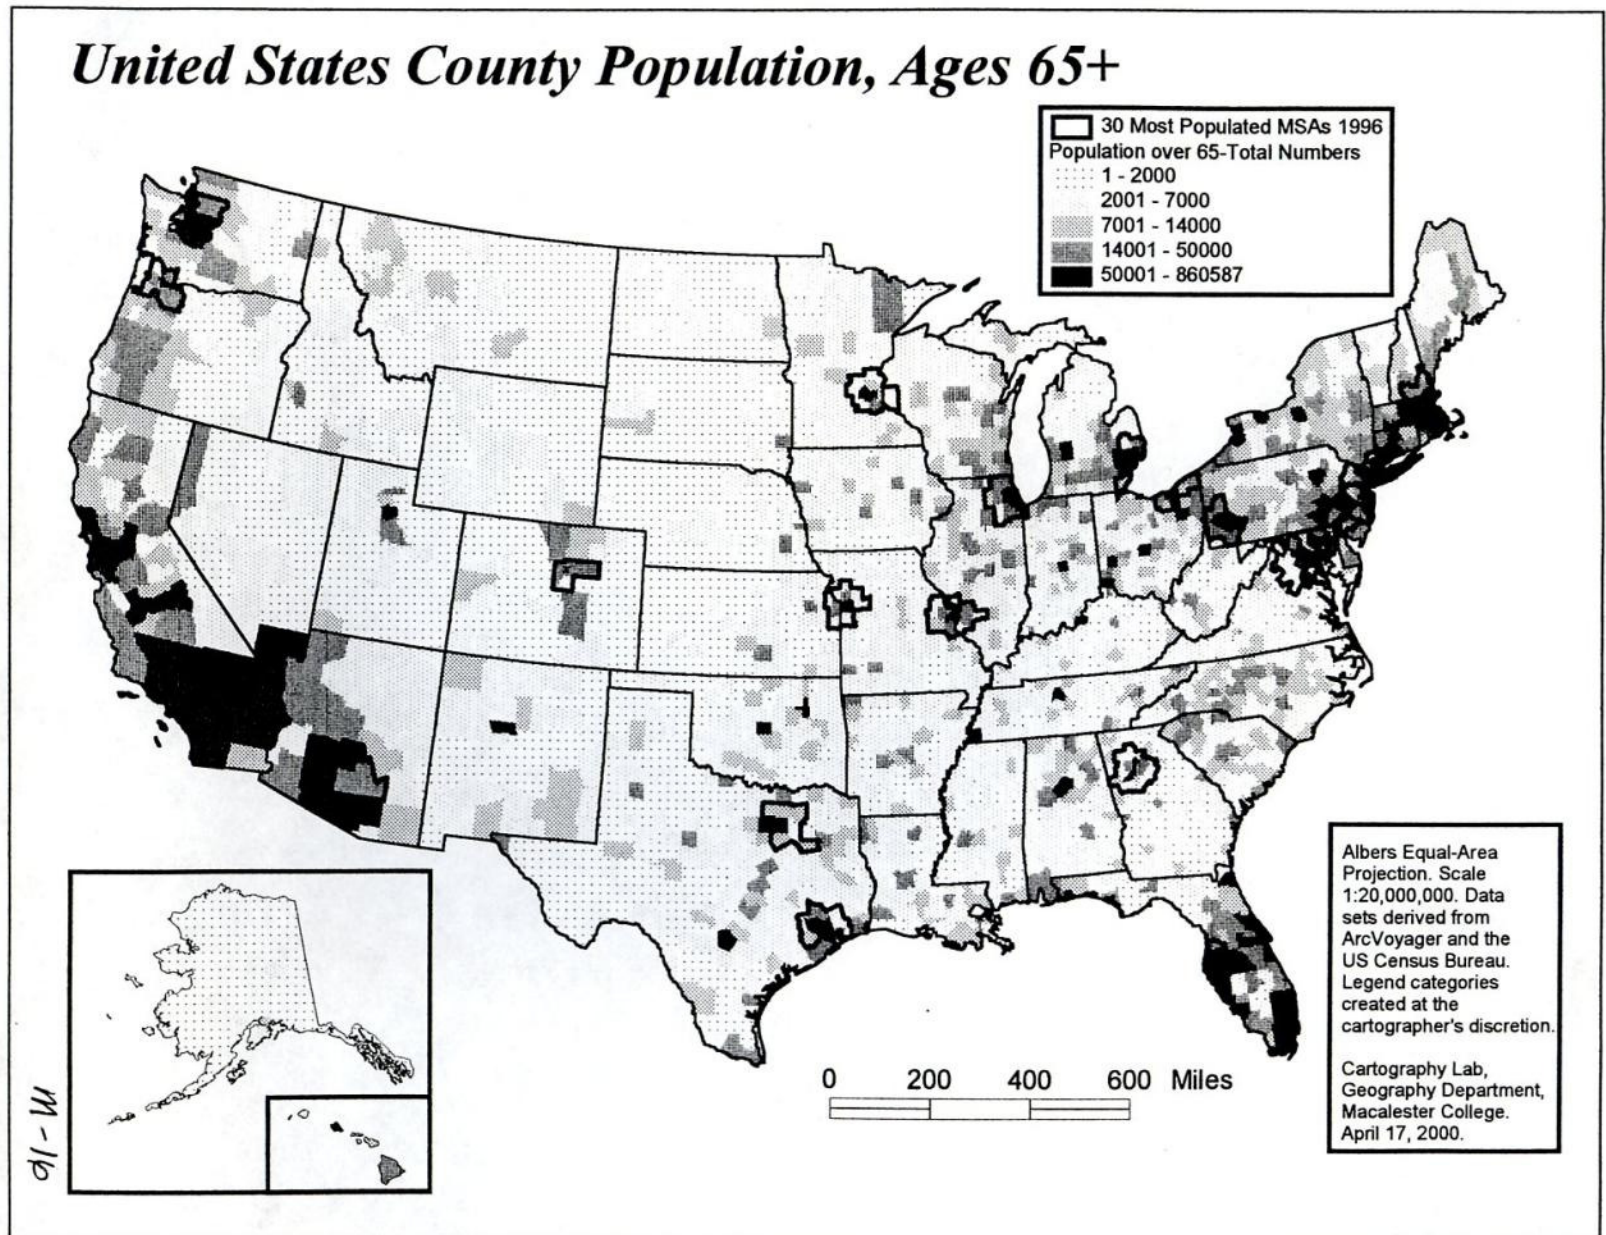 United States County Population, Ages 65+
30 Most Populated MSAs 1996
Population over 65-Total Numbers
1 - 2000
2001 - 7000
7001 - 14000
14001 - 50000
50001 - 860587
Albers Equal-Area
Projection. Scale
1:20,000,000. Data
sets derived from
ArcVoyager and the
US Census Bureau.
Legend categories
created at the
cartographer's discretion.
Cartography Lab,
Geography Department,
Macalester College.
April 17, 2000.
0 200 400 600 Miles